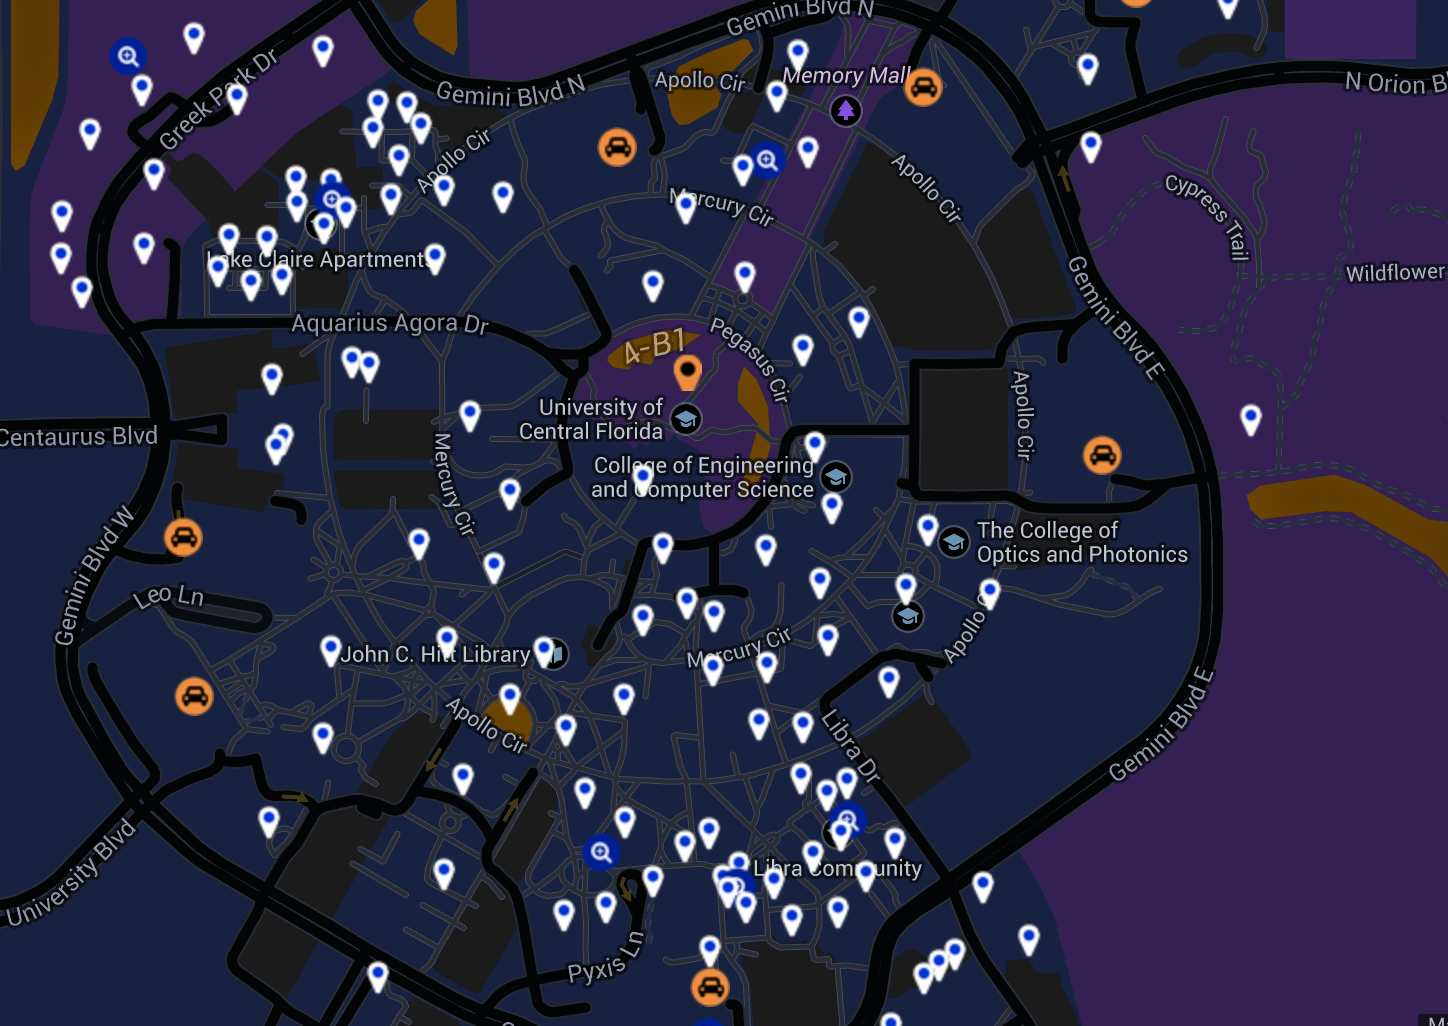 Gemini Blvd N
Memory Mall
Apollo Cir
Gemini Blvd N
N Orion B
Greek Park Dr
Apollo Cir
Apollo Cir
Cypress Trail
Mercury Cir
Lake Claire Apartments
Wildflower
Gemini Blvd E
Aquarius Agora Dr
Pegasus Cir
4-B1
Apollo Cir
University of
Central Florida
Centaurus Blvd
Mercury Cir
College of Engineering
and Computer Science
The College of
Optics and Photonics
Gemini Blvd W
Leo Ln
Apollo
John C. Hitt Library
Mercury Cir
Apollo Cir
Libra Dr
Gemini Blvd E
University Blvd
Libra Community
Pyxis Ln
M